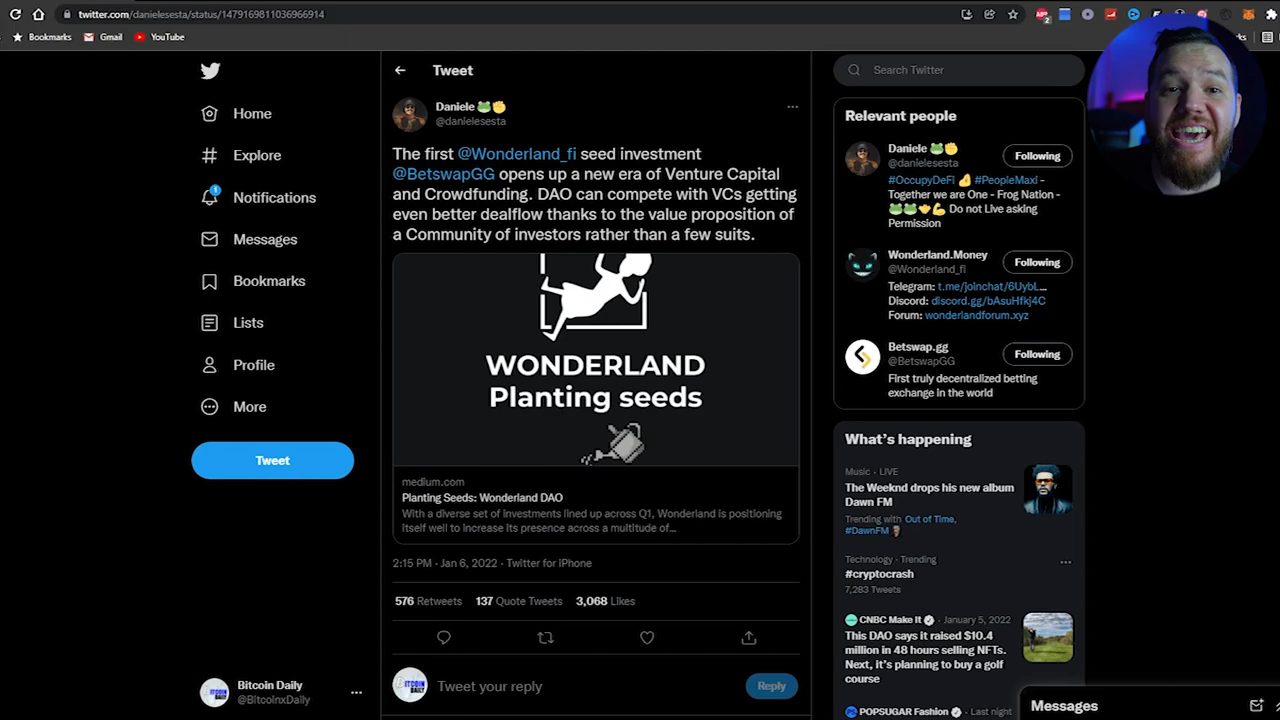 twitter.com/danielesesta/status/1479169811036966914
Bookmarks
Gmail
YouTube
Home
Explore
Notifications
Messages
Bookmarks
Lists
Profile
More
Tweet
Bitcoin Daily
@BitcoinxDaily
Tweet
Daniele 🐸✊
@danielesesta
The first @Wonderland_fi seed investment
@BetswapGG opens up a new era of Venture Capital
and Crowdfunding. DAO can compete with VCs getting
even better dealflow thanks to the value proposition of
a Community of investors rather than a few suits.
WONDERLAND
Planting seeds
medium.com
Planting Seeds: Wonderland DAO
With a diverse set of investments lined up across Q1, Wonderland is positioning
itself well to increase its presence across a multitude of...
2:15 PM · Jan 6, 2022 · Twitter for iPhone
576 Retweets 137 Quote Tweets 3,068 Likes
Tweet your reply
Reply
Search Twitter
Relevant people
Daniele 🐸✊
@danielesesta
Following
#OccupyDeFi #PeopleMaxi -
Together we are One - Frog Nation -
Do not Live asking
Permission
Wonderland.Money
@Wonderland_fi
Following
Telegram: t.me/joinchat/6UybL...
Discord: discord.gg/bAsuHfkj4C
Forum: wonderlandforum.xyz
Betswap.gg
@BetswapGG
Following
First truly decentralized betting
exchange in the world
What's happening
Music · LIVE
The Weeknd drops his new album
Dawn FM
Trending with Out of Time,
#DawnFM
Technology · Trending
#cryptocrash
7,283 Tweets
CNBC Make It · January 5, 2022
This DAO says it raised $10.4
million in 48 hours selling NFTs.
Next, it's planning to buy a golf
course
POPSUGAR Fashion · Last night
Messages